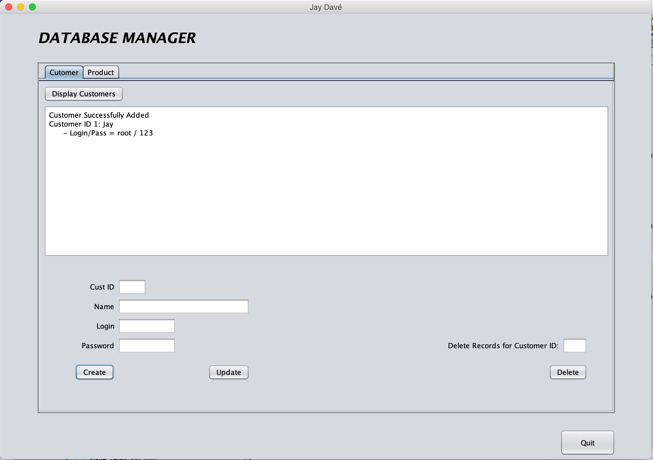 Jay Davé
DATABASE MANAGER
Cutomer
Product
Display Customers
Customer Successfully Added
Customer ID 1: Jay
- Login/Pass = root / 123
Cust ID
Name
Login
Password
Delete Records for Customer ID:
Create
Update
Delete
Quit